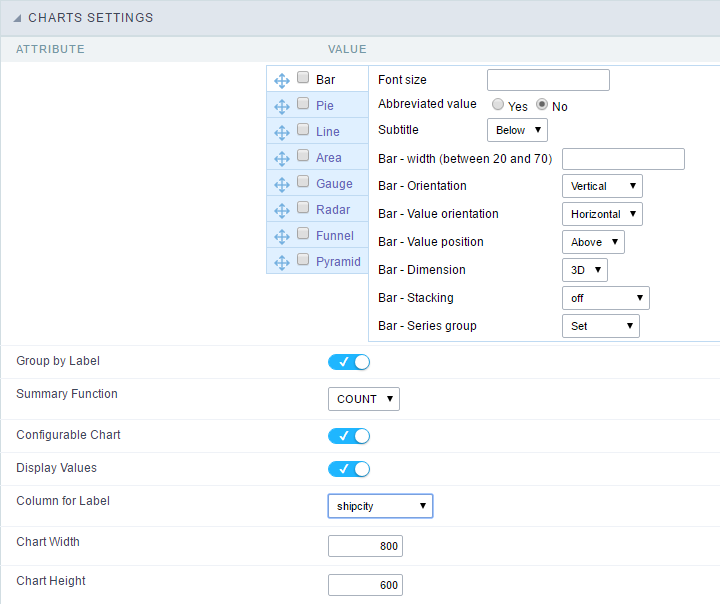 CHARTS SETTINGS
ATTRIBUTE VALUE
Bar
Pie
Line
Area
Gauge
Radar
Funnel
Pyramid
Font size
Abbreviated value Yes No
Subtitle Below
Bar - width (between 20 and 70)
Bar - Orientation Vertical
Bar - Value orientation Horizontal
Bar - Value position Above
Bar - Dimension 3D
Bar - Stacking off
Bar - Series group Set
Group by Label
Summary Function COUNT
Configurable Chart
Display Values
Column for Label shipcity
Chart Width 800
Chart Height 600